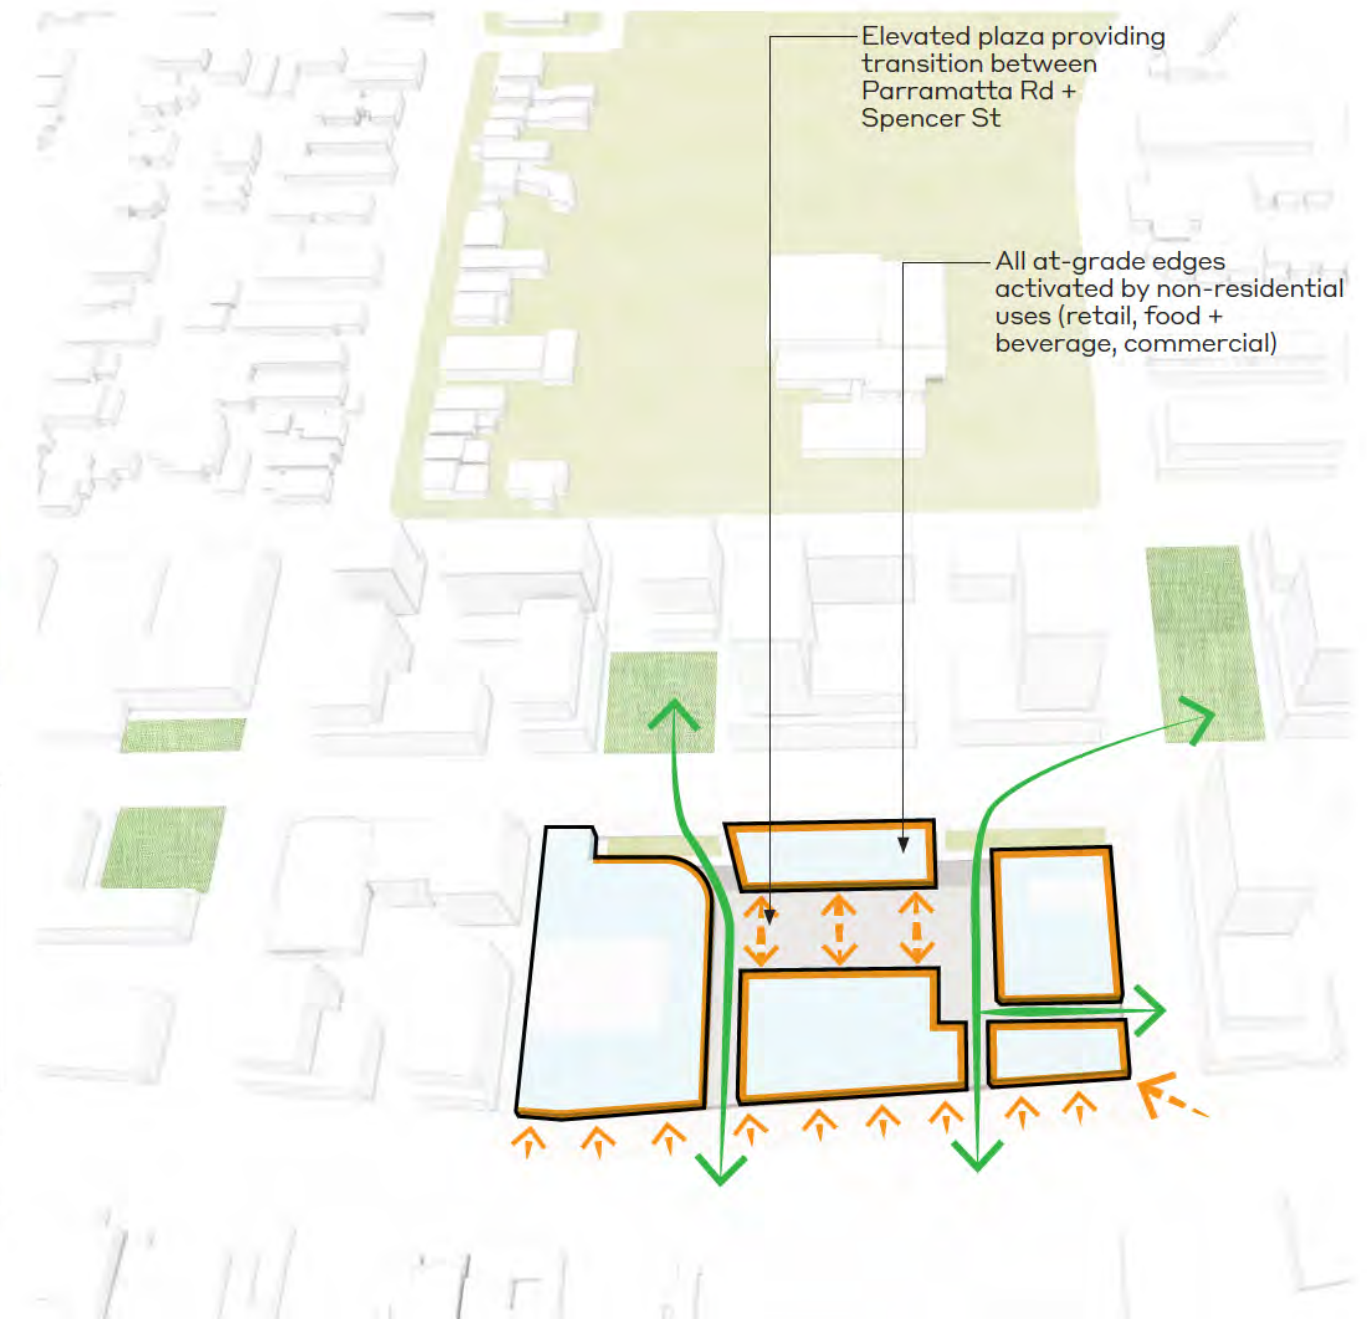 Elevated plaza providing
transition between
Parramatta Rd +
Spencer St
All at-grade edges
activated by non-residential
uses (retail, food +
beverage, commercial)